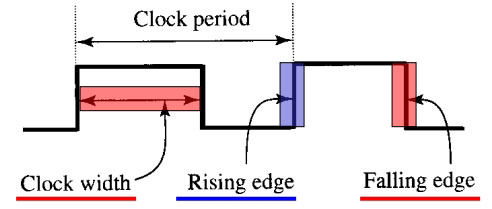 Clock period
Clock width
Rising edge
Falling edge